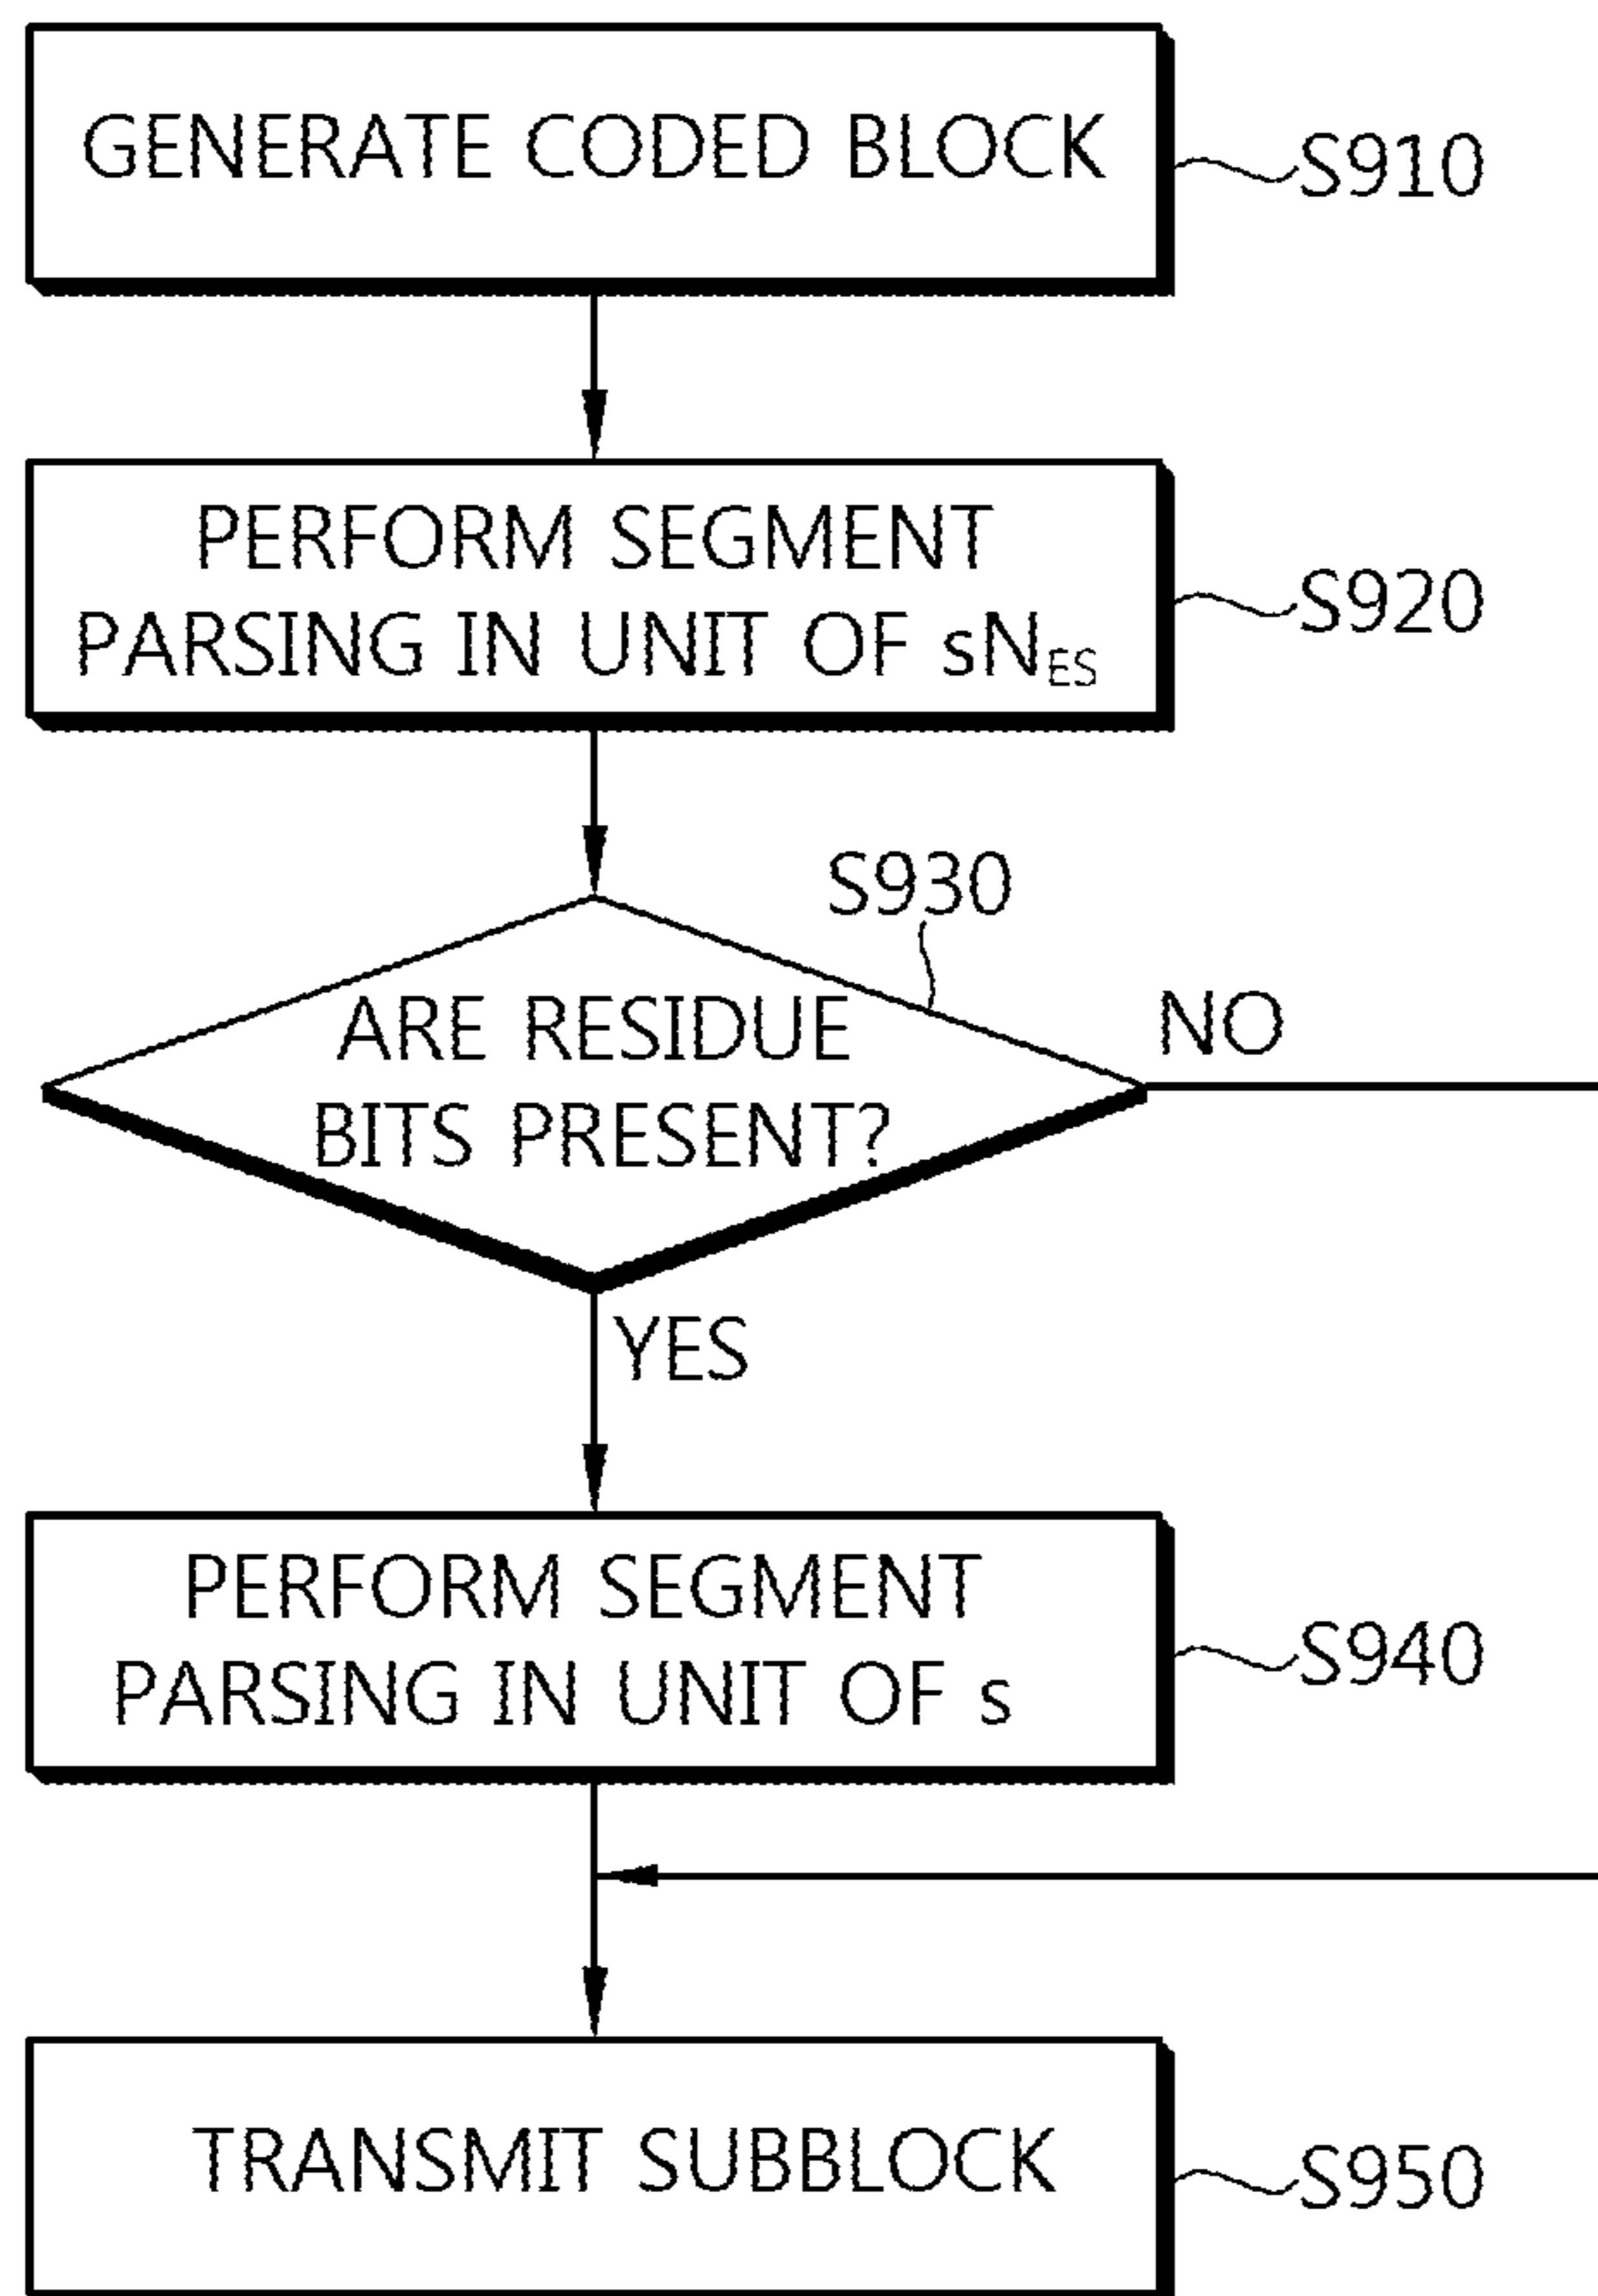 GENERATE CODED BLOCK
S910
PERFORM SEGMENT
PARSING IN UNIT OF sN_ES
S920
S930
ARE RESIDUE
BITS PRESENT?
NO
YES
PERFORM SEGMENT
PARSING IN UNIT OF s
S940
TRANSMIT SUBBLOCK
S950